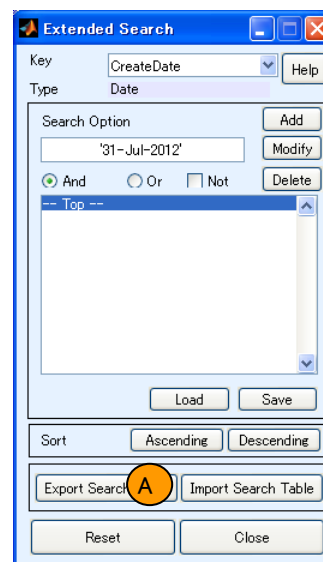 Extended Search
Key CreateDate Help
Type Date
Search Option Add
'31-Jul-2012' Modify
And Or Not Delete
-- Top --
Load Save
Sort Ascending Descending
Export Search A Import Search Table
Reset Close